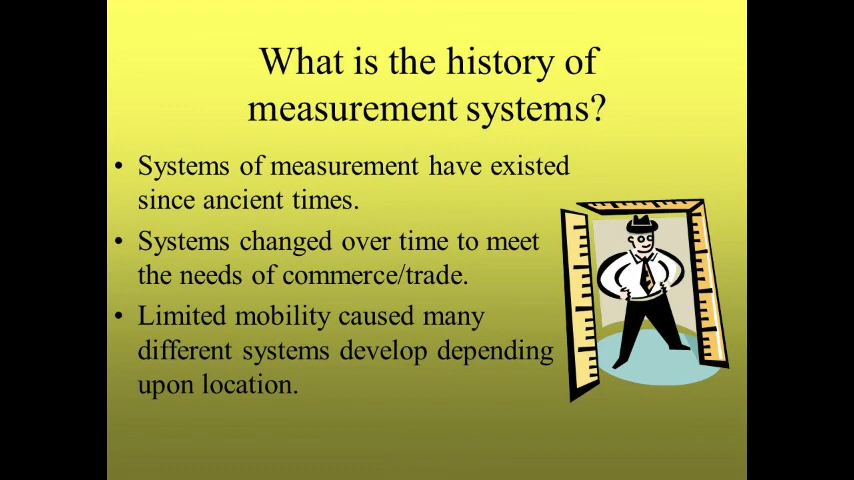 What is the history of
measurement systems?
• Systems of measurement have existed
since ancient times.
• Systems changed over time to meet
the needs of commerce/trade.
• Limited mobility caused many
different systems develop depending
upon location.